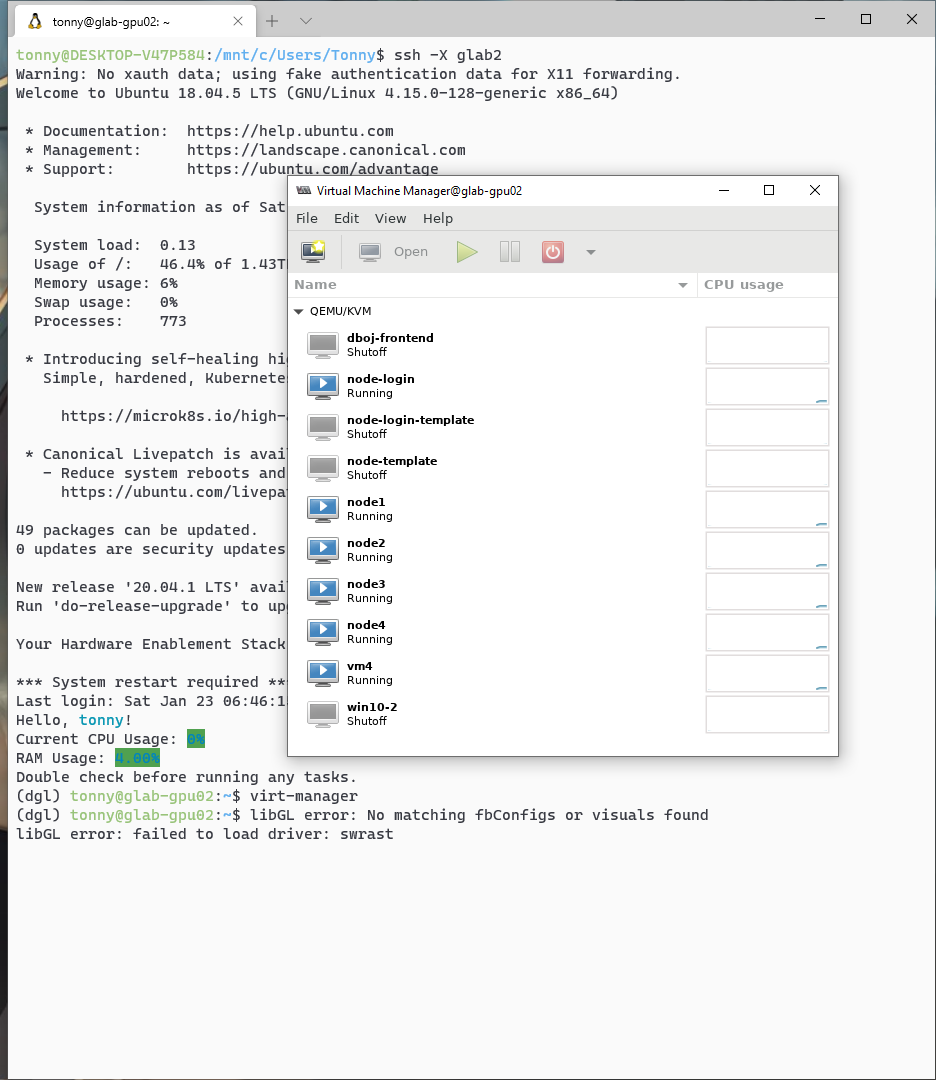 tonny@glab-gpu02: ~
tonny@DESKTOP-V47P584:/mnt/c/Users/Tonny$ ssh -X glab2
Warning: No xauth data; using fake authentication data for X11 forwarding.
Welcome to Ubuntu 18.04.5 LTS (GNU/Linux 4.15.0-128-generic x86_64)
* Documentation:  https://help.ubuntu.com
* Management:     https://landscape.canonical.com
* Support:        https://ubuntu.com/advantage
System information as of Sat
System load:  0.13
Usage of /:   46.4% of 1.43T
Memory usage: 6%
Swap usage:   0%
Processes:    773
* Introducing self-healing hi
Simple, hardened, Kubernete
https://microk8s.io/high-
* Canonical Livepatch is avai
- Reduce system reboots and
https://ubuntu.com/livepa
49 packages can be updated.
0 updates are security updates
New release '20.04.1 LTS' avai
Run 'do-release-upgrade' to up
Your Hardware Enablement Stack
*** System restart required **
Last login: Sat Jan 23 06:46:1
Hello, tonny!
Current CPU Usage: 0%
RAM Usage: 4.00%
Double check before running any tasks.
(dgl) tonny@glab-gpu02:~$ virt-manager
(dgl) tonny@glab-gpu02:~$ libGL error: No matching fbConfigs or visuals found
libGL error: failed to load driver: swrast
Virtual Machine Manager@glab-gpu02
File Edit View Help
Open
Name CPU usage
QEMU/KVM
dboj-frontend
Shutoff
node-login
Running
node-login-template
Shutoff
node-template
Shutoff
node1
Running
node2
Running
node3
Running
node4
Running
vm4
Running
win10-2
Shutoff